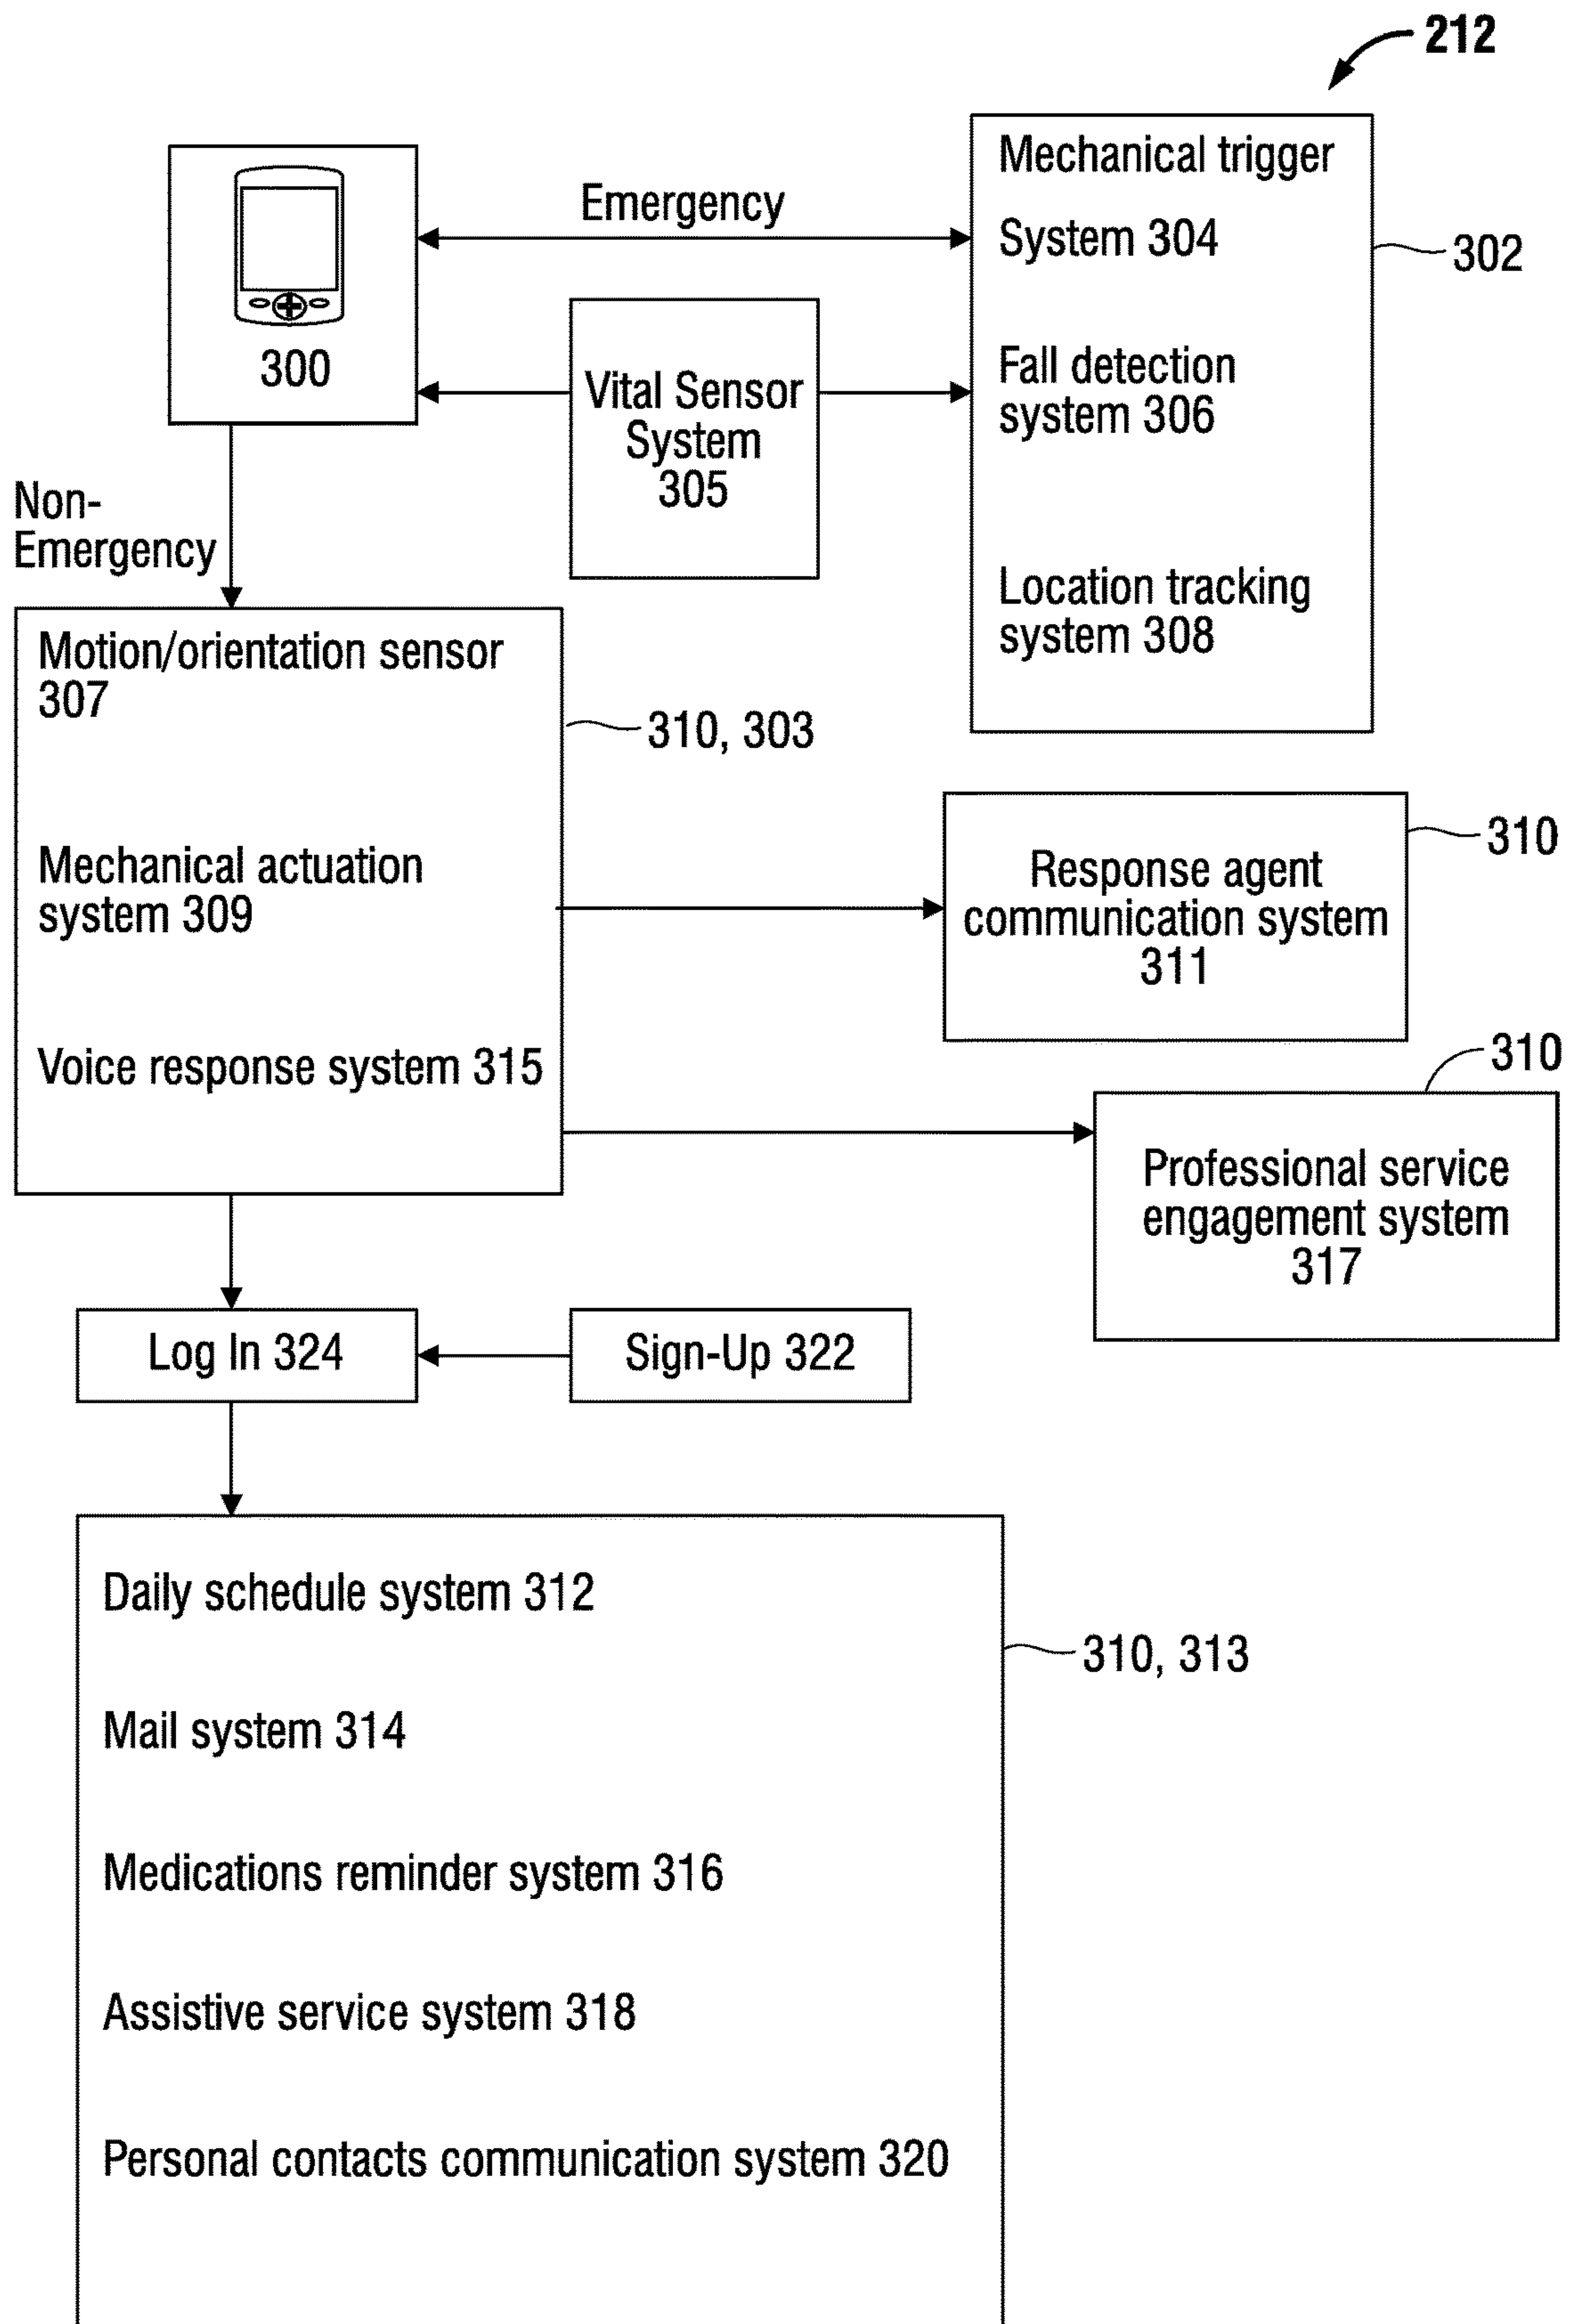 212
Mechanical trigger
System 304
Fall detection
system 306
Location tracking
system 308
302
Emergency
300
Vital Sensor
System
305
Non-
Emergency
Motion/orientation sensor
307
Mechanical actuation
system 309
Voice response system 315
310, 303
Response agent
communication system
311
310
Professional service
engagement system
317
310
Log In 324
Sign-Up 322
Daily schedule system 312
Mail system 314
Medications reminder system 316
Assistive service system 318
Personal contacts communication system 320
310, 313